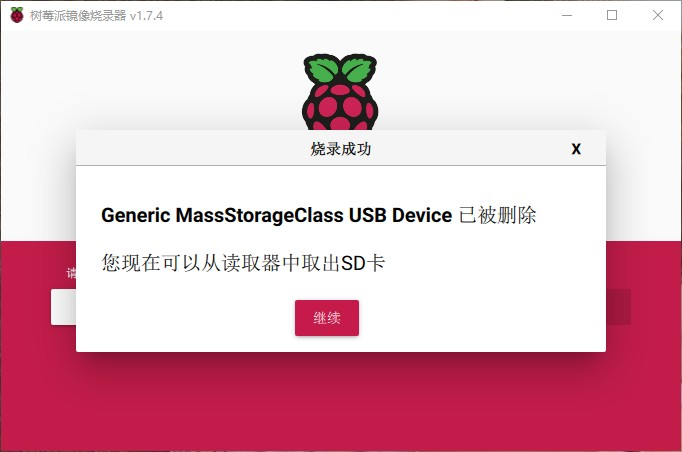 树莓派镜像烧录器 v1.7.4
烧录成功
X
Generic MassStorageClass USB Device 已被删除
您现在可以从读取器中取出SD卡
请
继续